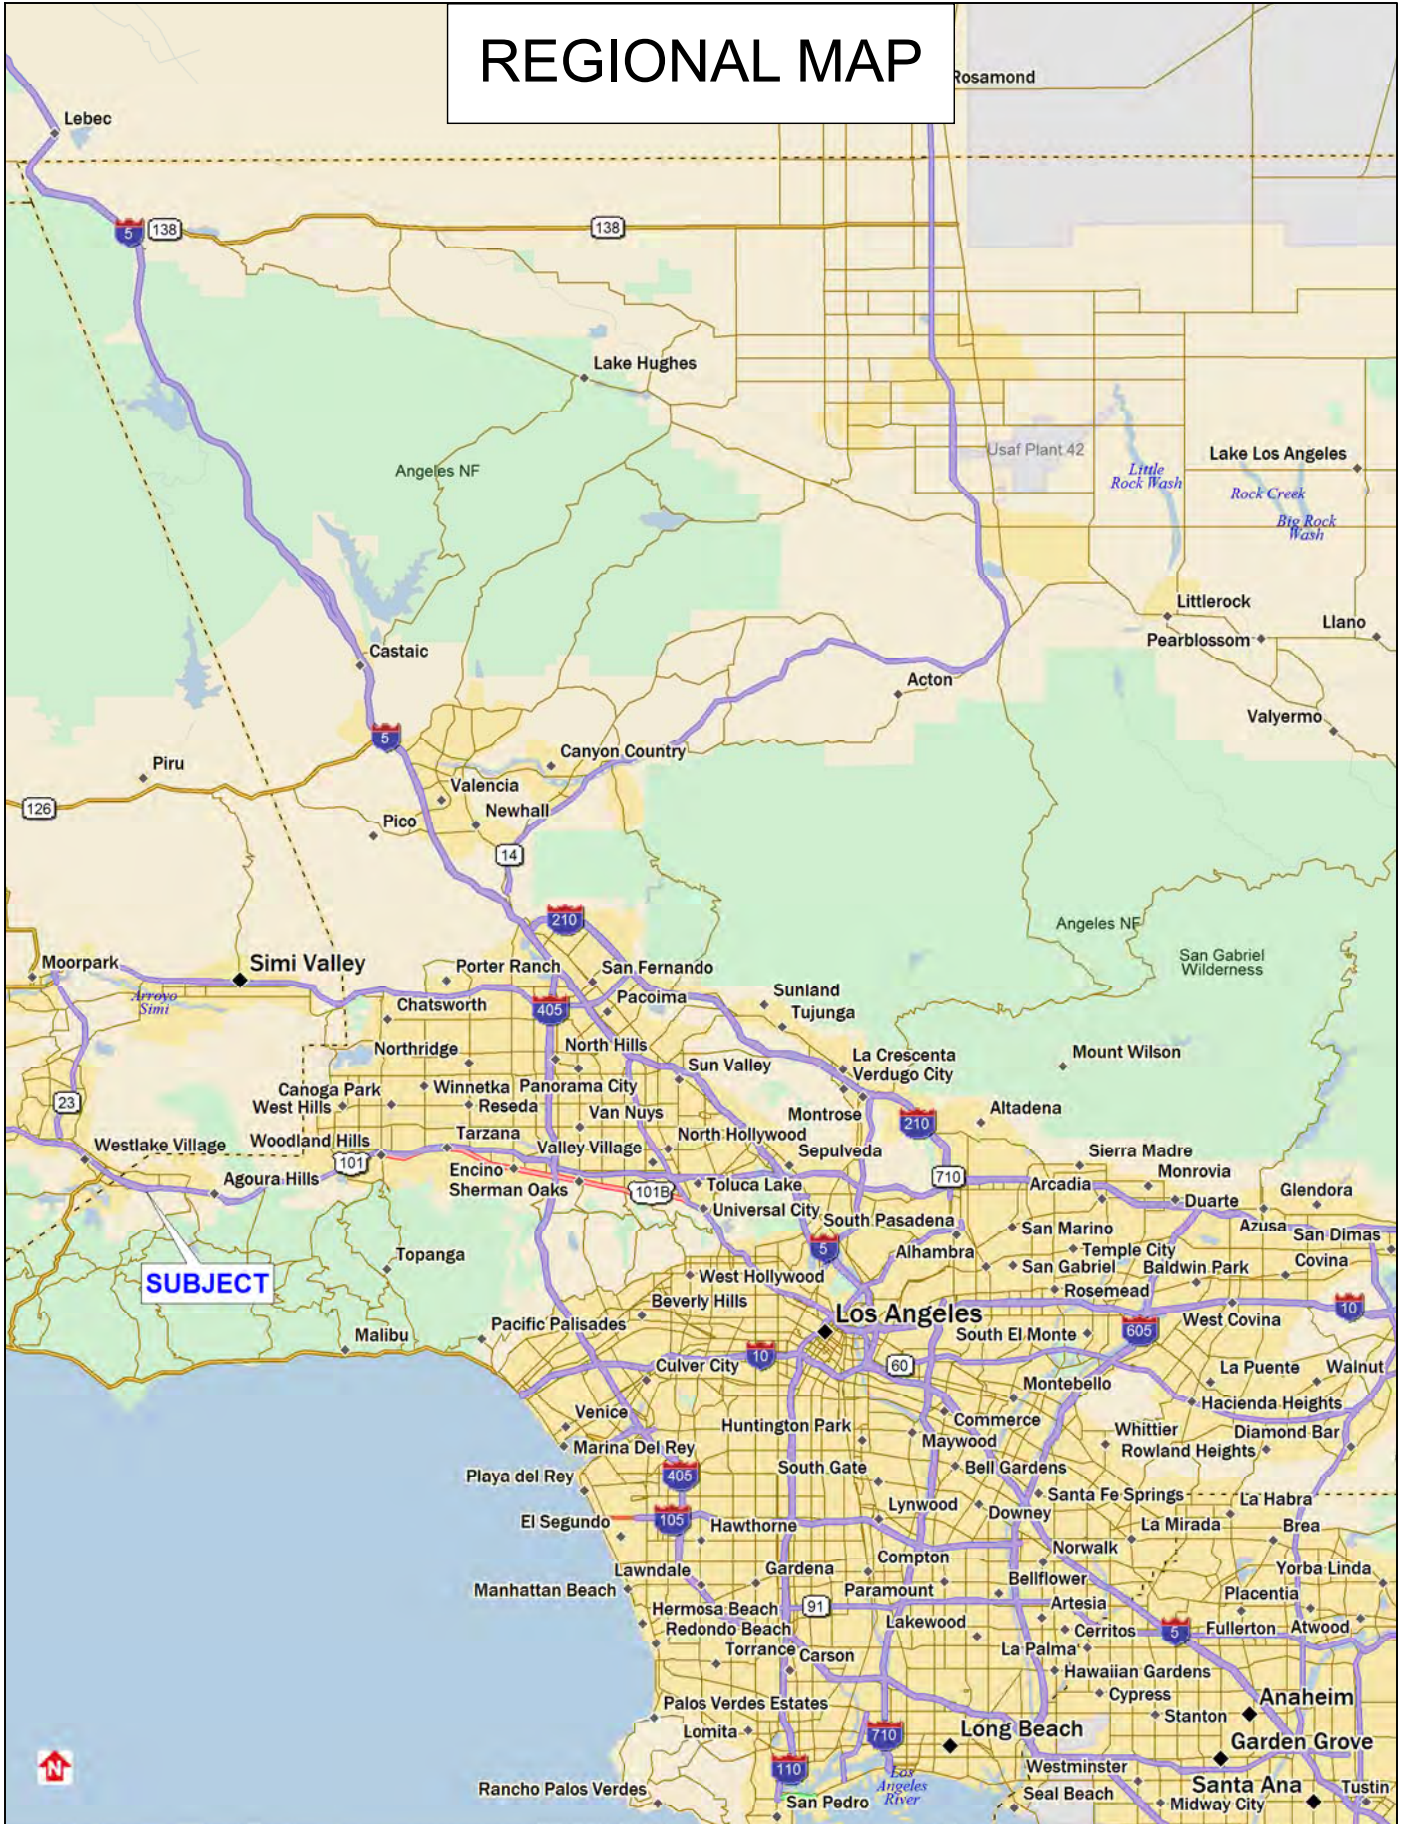 REGIONAL MAP
Rosamond
Lebec
5
138
138
Lake Hughes
Angeles NF
Usaf Plant 42
Lake Los Angeles
Little
Rock Wash
Rock Creek
Big Rock
Wash
Littlerock
Llano
Pearblossom
Castaic
Acton
Valyermo
5
Canyon Country
Piru
Valencia
126
Newhall
Pico
14
210
Angeles NF
San Gabriel
Wilderness
Moorpark
Simi Valley
Porter Ranch
San Fernando
Arroyo
Simi
Chatsworth
405
Pacoima
Sunland
Tujunga
Northridge
North Hills
La Crescenta
Verdugo City
Mount Wilson
Sun Valley
Canoga Park
Winnetka
Panorama City
23
West Hills
Reseda
Van Nuys
Montrose
210
Altadena
Westlake Village
Woodland Hills
Tarzana
Valley Village
North Hollywood
Sepulveda
Sierra Madre
101
Encino
Monrovia
Agoura Hills
Sherman Oaks
101B
Toluca Lake
710
Arcadia
Duarte
Glendora
Universal City
South Pasadena
San Marino
Azusa
San Dimas
Topanga
5
Alhambra
Temple City
San Gabriel
Baldwin Park
Covina
SUBJECT
West Hollywood
Rosemead
Beverly Hills
Los Angeles
10
Pacific Palisades
West Covina
Malibu
South El Monte
605
Culver City
10
60
La Puente
Walnut
Montebello
Hacienda Heights
Venice
Huntington Park
Commerce
Whittier
Diamond Bar
Marina Del Rey
Maywood
Rowland Heights
Playa del Rey
405
South Gate
Bell Gardens
Santa Fe Springs
La Habra
El Segundo
105
Hawthorne
Lynwood
Downey
La Mirada
Brea
Norwalk
Lawndale
Gardena
Compton
Bellflower
Yorba Linda
Manhattan Beach
Paramount
Placentia
Hermosa Beach
91
Artesia
Redondo Beach
Lakewood
Cerritos
5
Fullerton
Atwood
Torrance
Carson
La Palma
Hawaiian Gardens
Palos Verdes Estates
Cypress
Anaheim
Lomita
710
Long Beach
Stanton
Garden Grove
N
110
Los
Angeles
River
Westminster
Rancho Palos Verdes
San Pedro
Seal Beach
Santa Ana
Tustin
Midway City